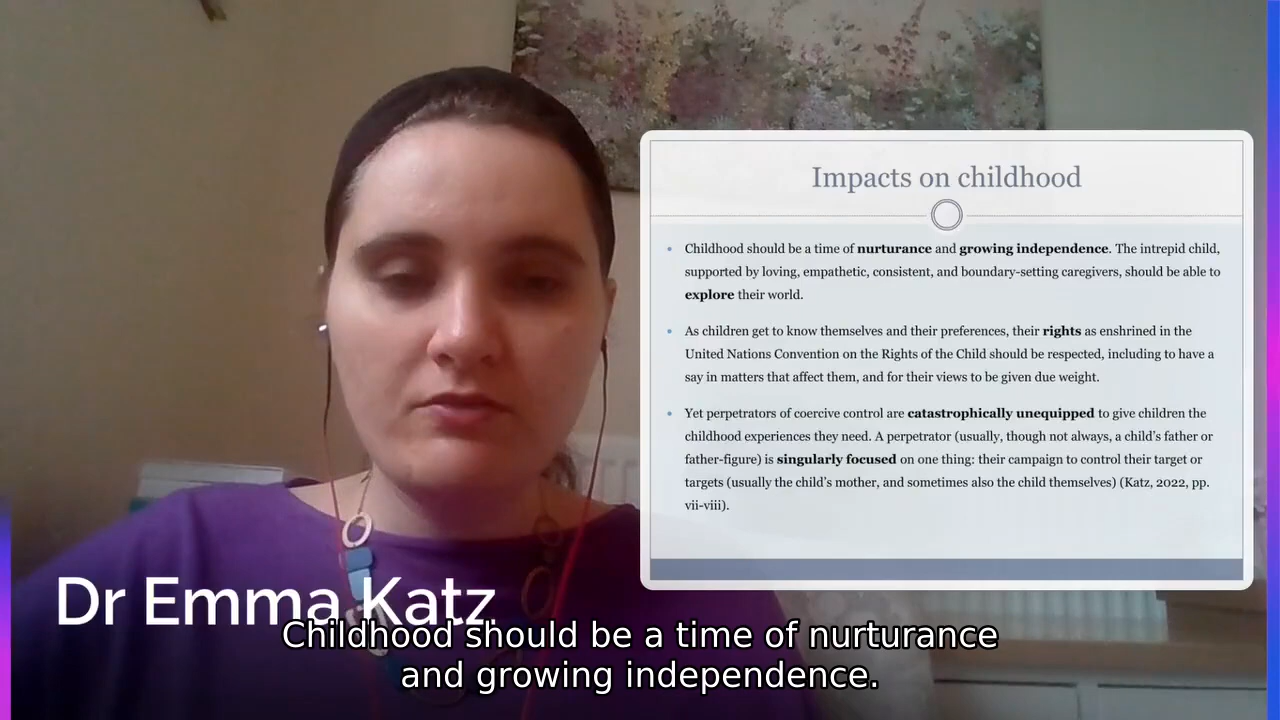 Impacts on childhood
Childhood should be a time of nurturance and growing independence. The intrepid child,
supported by loving, empathetic, consistent, and boundary-setting caregivers, should be able to
explore their world.
As children get to know themselves and their preferences, their rights as enshrined in the
United Nations Convention on the Rights of the Child should be respected, including to have a
say in matters that affect them, and for their views to be given due weight.
Yet perpetrators of coercive control are catastrophically unequipped to give children the
childhood experiences they need. A perpetrator (usually, though not always, a child’s father or
father-figure) is singularly focused on one thing: their campaign to control their target or
targets (usually the child’s mother, and sometimes also the child themselves) (Katz, 2022, pp.
vii-viii).
Dr Emma Katz
Childhood should be a time of nurturance
and growing independence.